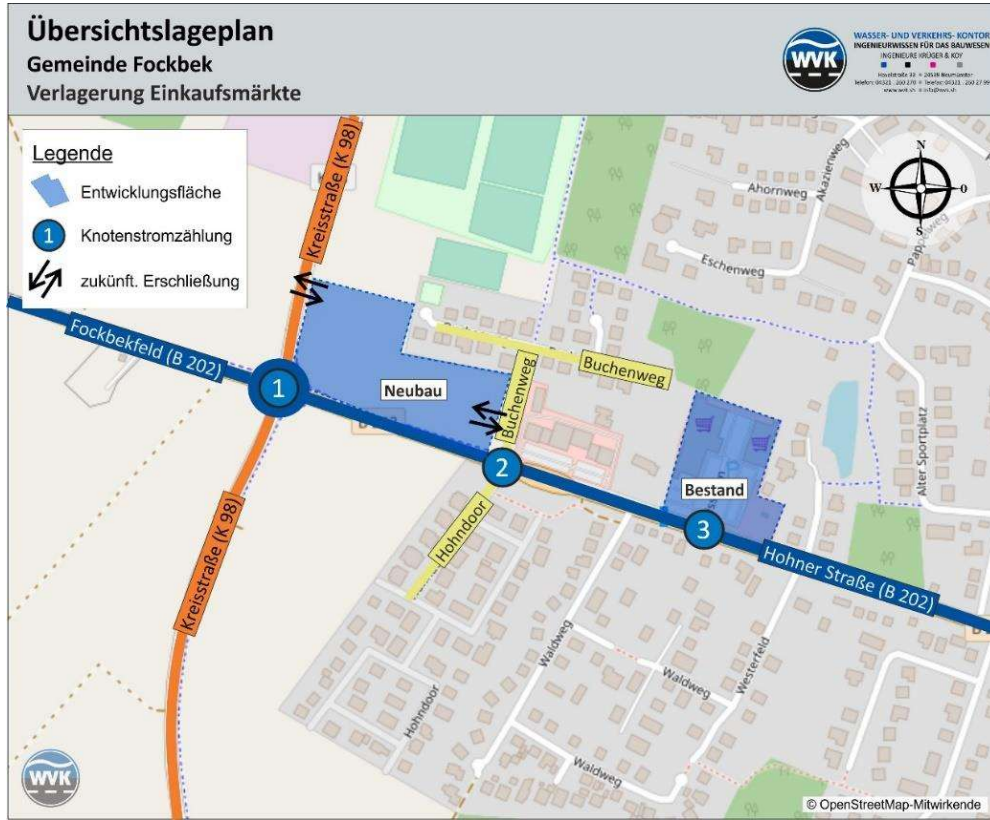 Übersichtslageplan
Gemeinde Fockbek
Verlagerung Einkaufsmärkte
WVK
WASSER- UND VERKEHRS- KONTOR
INGENIEURWISSEN FÜR DAS BAUWESEN
INGENIEURE KRÜGER & KOY
Legende
Entwicklungsfläche
1 Knotenstromzählung
zukünft. Erschließung
Kreisstraße (K 98)
Ahornweg
Akazienweg
Eschenweg
Pappelweg
N
W
O
S
Fockbekfeld (B 202)
1
Neubau
Buchenweg
Buchenweg
2
Bestand
P
3
Alter Sportplatz
Hohner Straße (B 202)
Hohndoor
Kreisstraße (K 98)
Waldweg
Waldweg
Westerfeld
Hohndoor
Waldweg
WVK
© OpenStreetMap-Mitwirkende